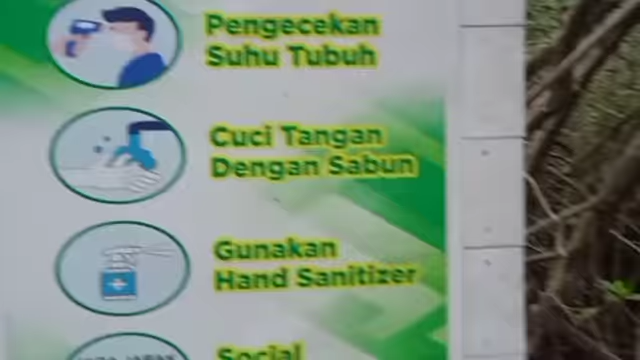 Pengecekan
Suhu Tubuh
Cuci Tangan
Dengan Sabun
Gunakan
Hand Sanitizer
Social